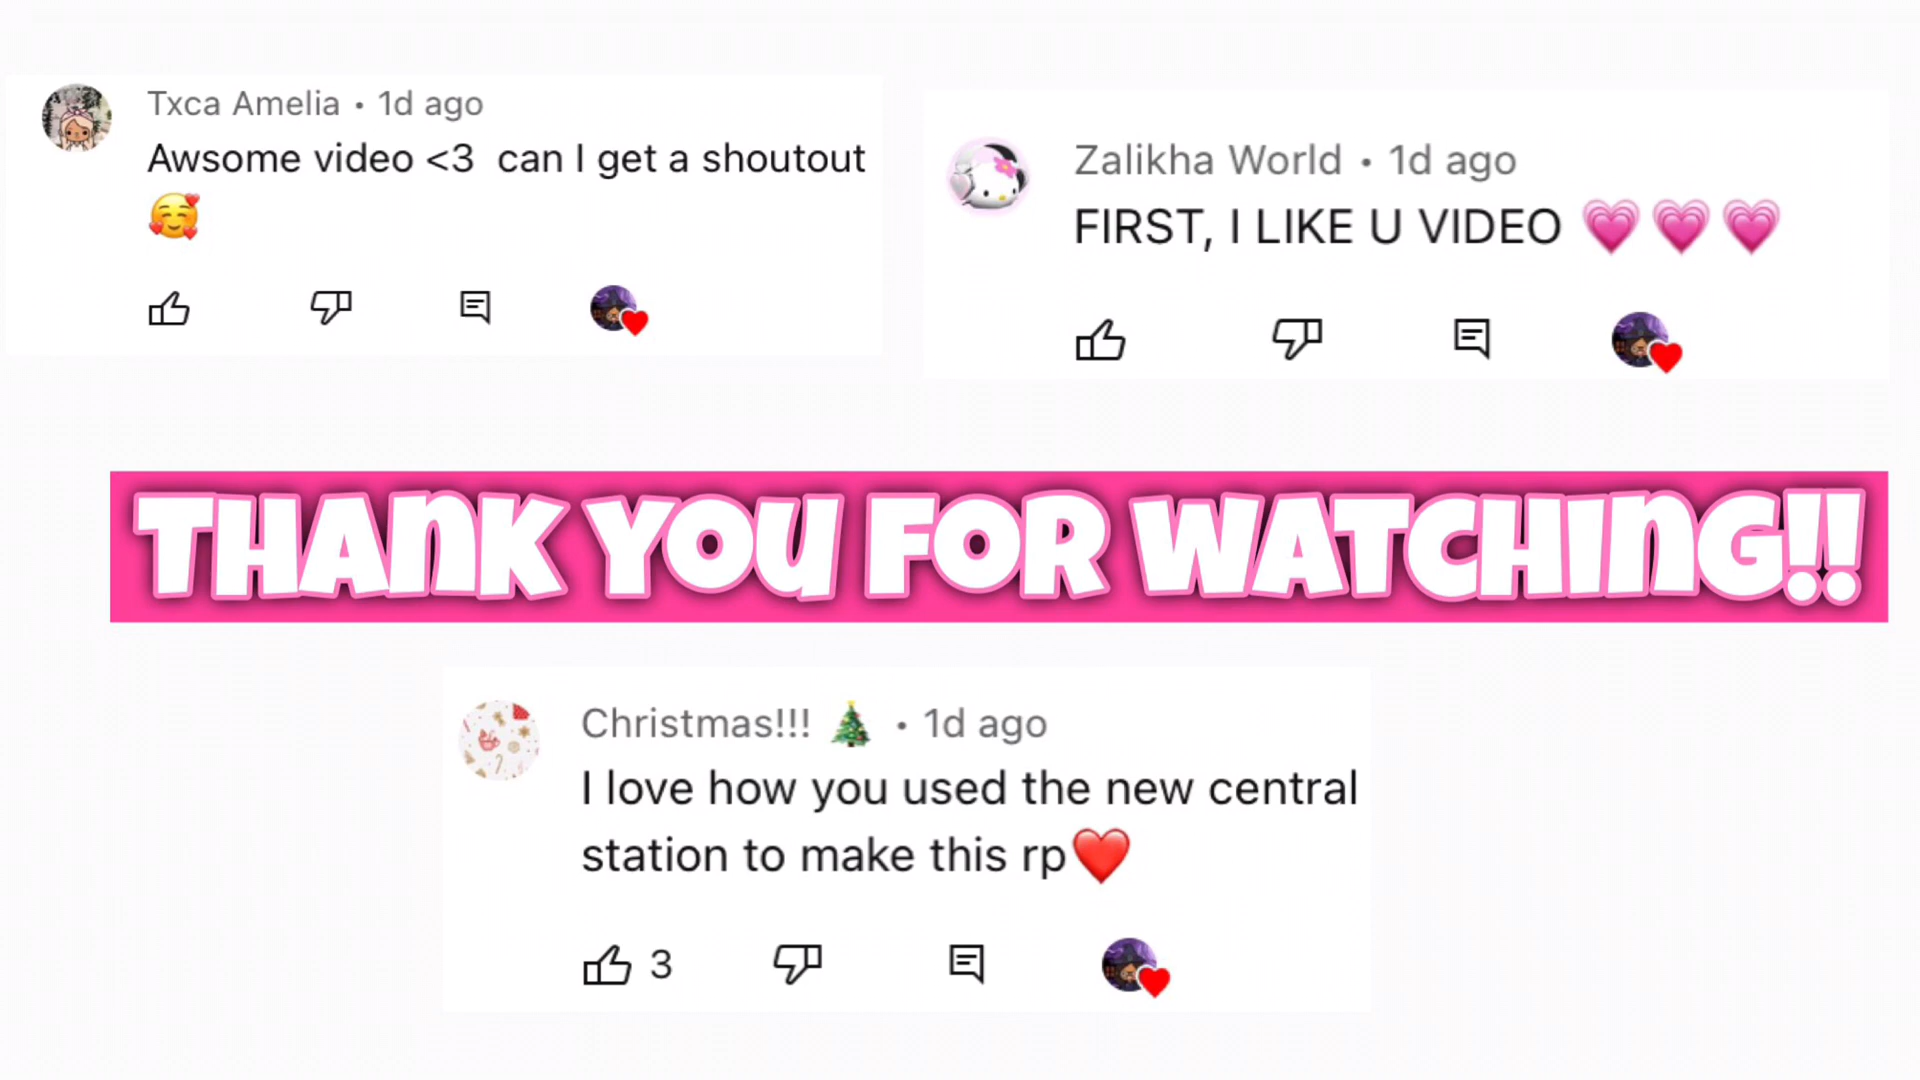 Txca Amelia • 1d ago
Awsome video <3 can I get a shoutout
🥰
Zalikha World • 1d ago
FIRST, I LIKE U VIDEO 💗💗💗
THANK YOU FOR WATCHING!!
Christmas!!! 🎄 • 1d ago
I love how you used the new central
station to make this rp❤️
3